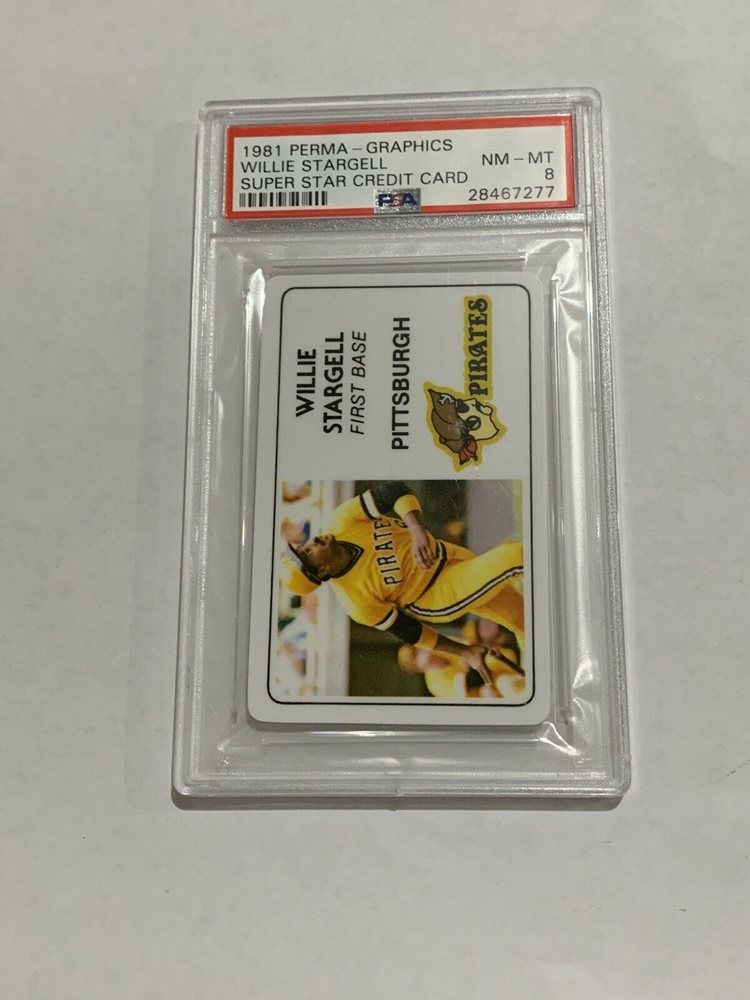 1981 PERMA – GRAPHICS
WILLIE STARGELL NM – MT
SUPER STAR CREDIT CARD 8
PSA 28467277
WILLIE
STARGELL
FIRST BASE
PITTSBURGH
PIRATES
PIRATE